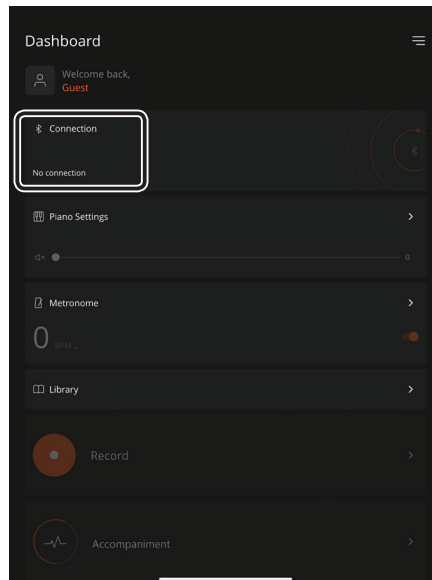 Dashboard
Welcome back,
Guest
Connection
No connection
Piano Settings
0
Metronome
0 BPM
Library
Record
Accompaniment